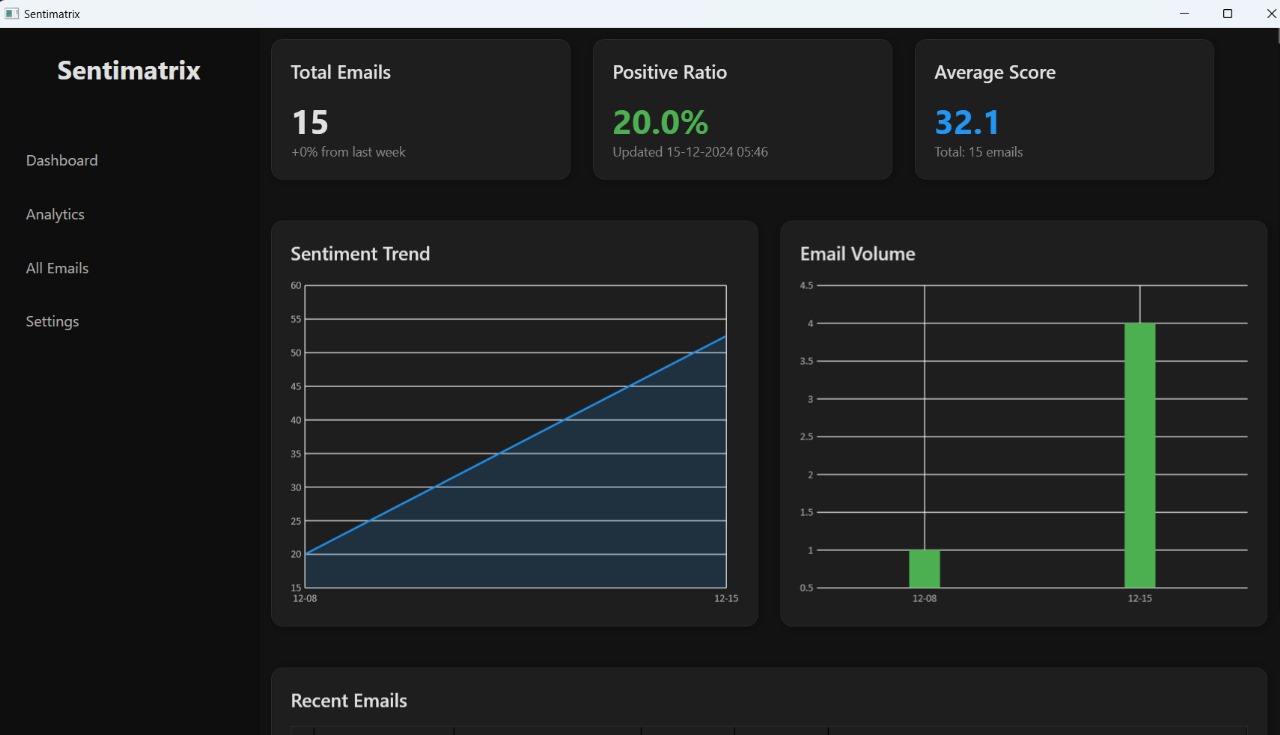 Sentimatrix
Sentimatrix
Dashboard
Analytics
All Emails
Settings
Total Emails
15
+0% from last week
Positive Ratio
20.0%
Updated 15-12-2024 05:46
Average Score
32.1
Total: 15 emails
Sentiment Trend
60
55
50
45
40
35
30
25
20
15
12-08 12-15
Email Volume
4.5
4
3.5
3
2.5
2
1.5
1
0.5
12-08 12-15
Recent Emails